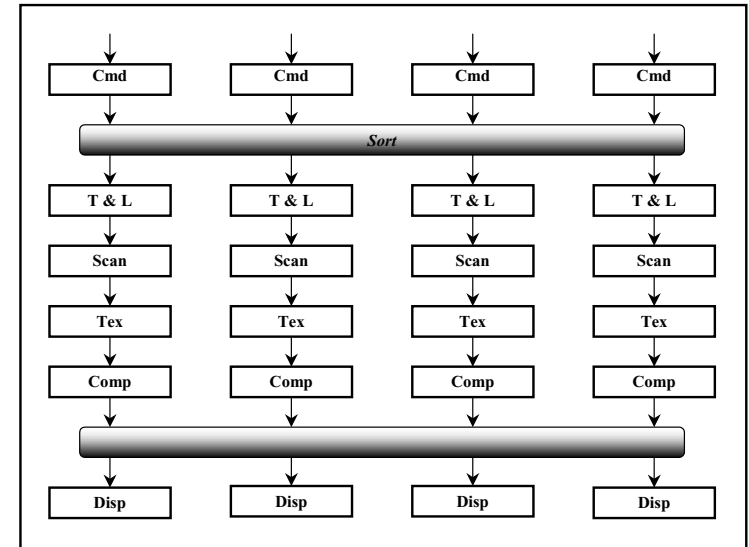 Cmd Cmd Cmd Cmd
Sort
T & L T & L T & L T & L
Scan Scan Scan Scan
Tex Tex Tex Tex
Comp Comp Comp Comp
Disp Disp Disp Disp